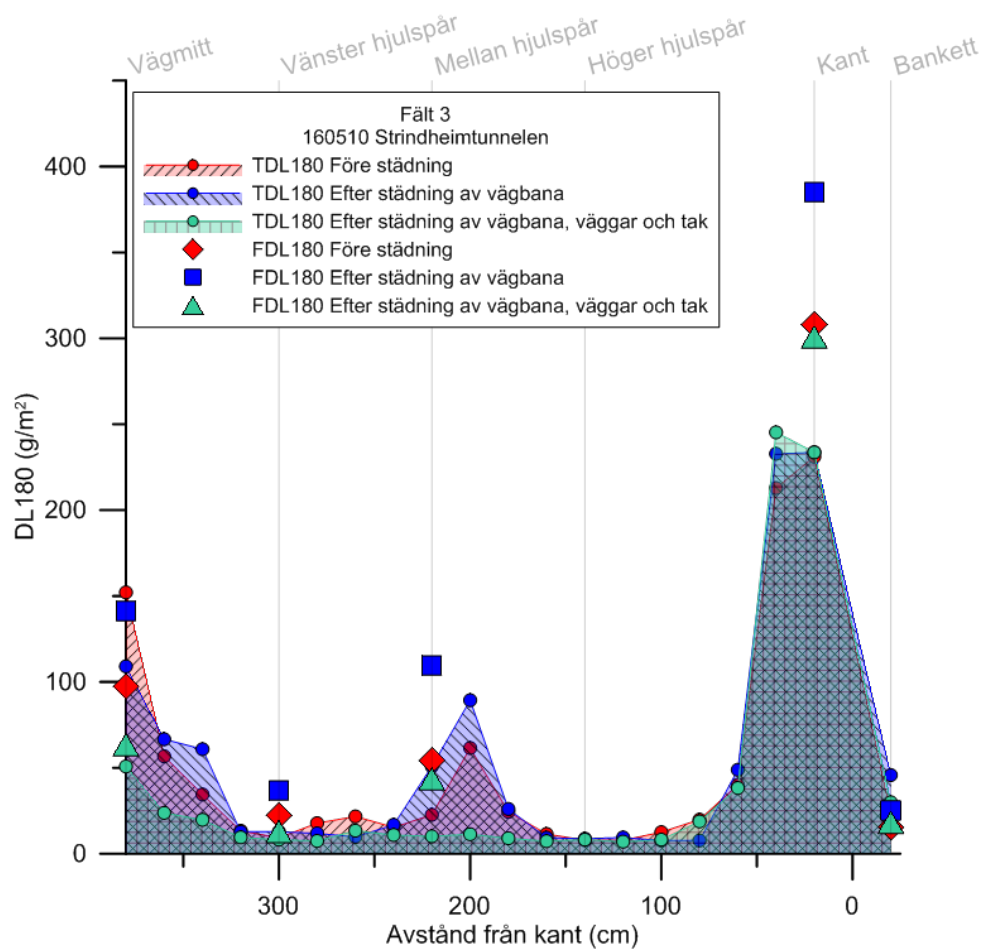 Vägmitt
Vänster hjulspår
Mellan hjulspår
Höger hjulspår
Kant
Bankett
Fält 3
160510 Strindheimtunnelen
TDL180 Före städning
TDL180 Efter städning av vägbana
TDL180 Efter städning av vägbana, väggar och tak
FDL180 Före städning
FDL180 Efter städning av vägbana
FDL180 Efter städning av vägbana, väggar och tak
400
300
200
100
0
DL180 (g/m²)
300
200
100
0
Avstånd från kant (cm)